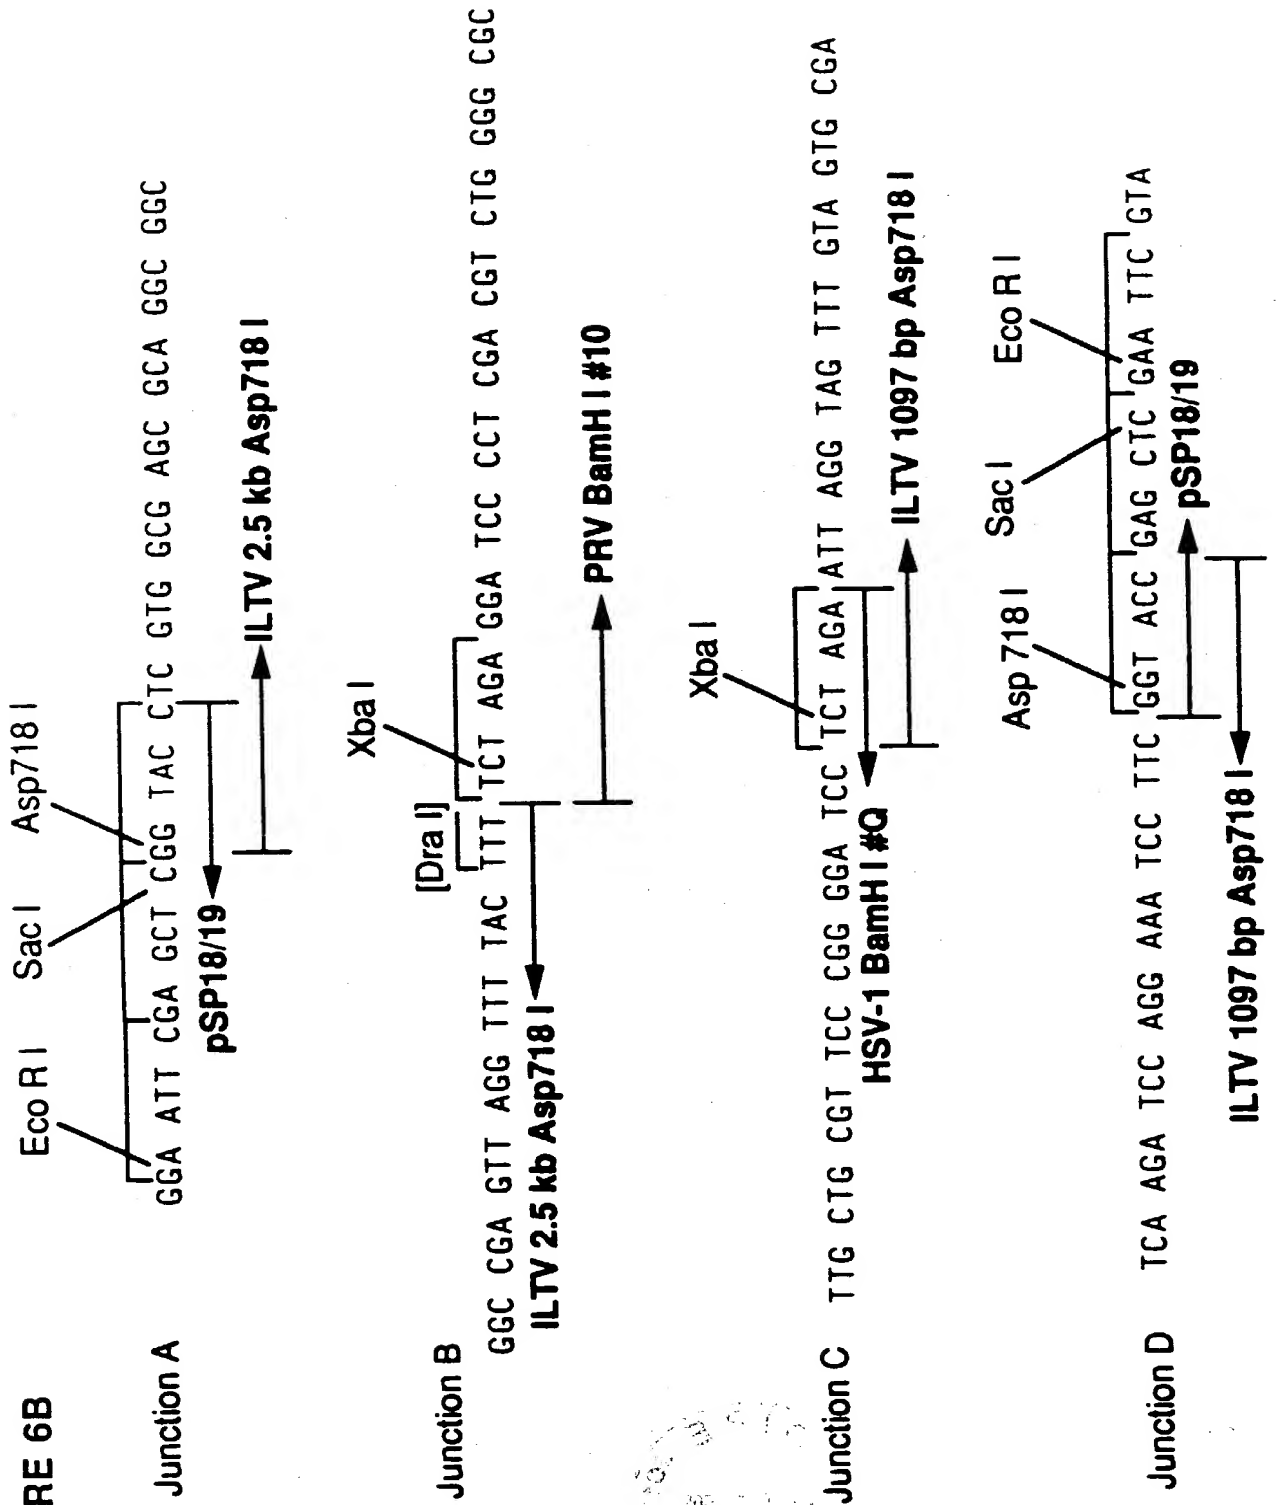 RE 6B
Eco R I Sac I Asp718 I
Junction A GGA ATT CGA GCT CGG TAC CTC GTG GCG AGC GCA GGC GGC
pSP18/19
ILTV 2.5 kb Asp718 I
[Dra I] Xba I
Junction B
GGC CGA GTT AGG TTT TAC TTT TCT AGA GGA TCC CCT CGA CGT CTG GGG CGC
ILTV 2.5 kb Asp718 I
PRV BamH I #10
Xba I
Junction C TTG CTG CGT TCC CGG GGA TCC TCT AGA ATT AGG TAG TTT GTA GTG CGA
HSV-1 BamH I #Q
ILTV 1097 bp Asp718 I
Asp 718 I Sac I Eco R I
Junction D TCA AGA TCC AGG AAA TCC TTC GGT ACC GAG CTC GAA TTC GTA
pSP18/19
ILTV 1097 bp Asp718 I